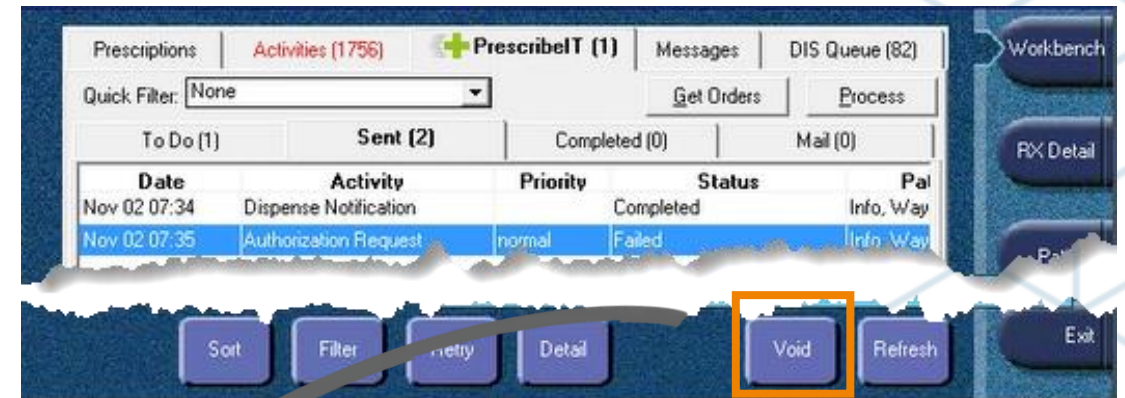 Prescriptions Activities (1756) PrescribeIT (1) Messages DIS Queue (82) Workbench
Quick Filter: None Get Orders Process
To Do (1) Sent (2) Completed (0) Mail (0) RX Detail
Date Activity Priority Status
Nov 02 07:34 Dispense Notification Completed Info, Way
Nov 02 07:35 Authorization Request normal Failed Info, Way
Sort Filter Retry Detail Void Refresh Exit